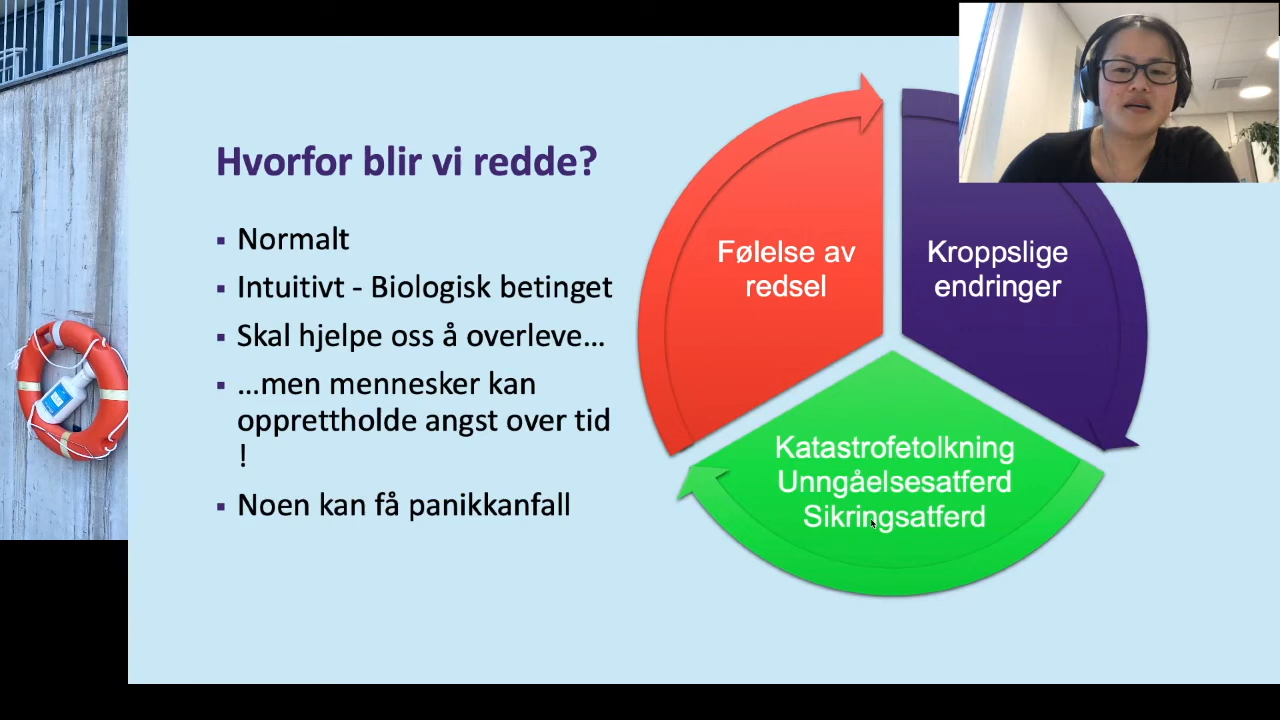 Hvorfor blir vi redde?
▪ Normalt
▪ Intuitivt - Biologisk betinget
▪ Skal hjelpe oss å overleve...
▪ ...men mennesker kan
opprettholde angst over tid
!
▪ Noen kan få panikkanfall
Følelse av
redsel
Kroppslige
endringer
Katastrofetolkning
Unngåelsesatferd
Sikringsatferd